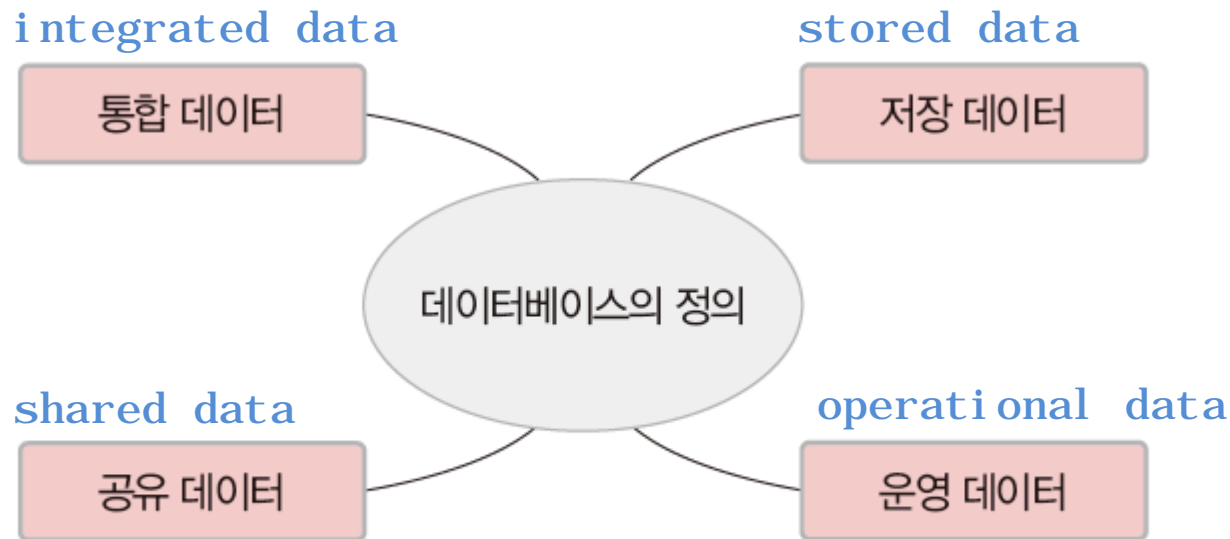 integrated data
통합 데이터
stored data
저장 데이터
데이터베이스의 정의
shared data
공유 데이터
operational data
운영 데이터